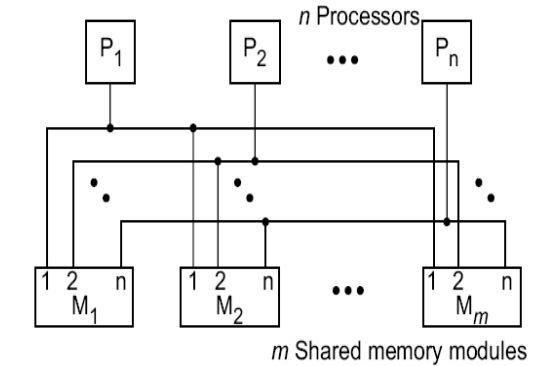 n Processors
P1 P2 ••• Pn
1 2 n 1 2 n 1 2 n
M1 M2 ••• Mm
m Shared memory modules